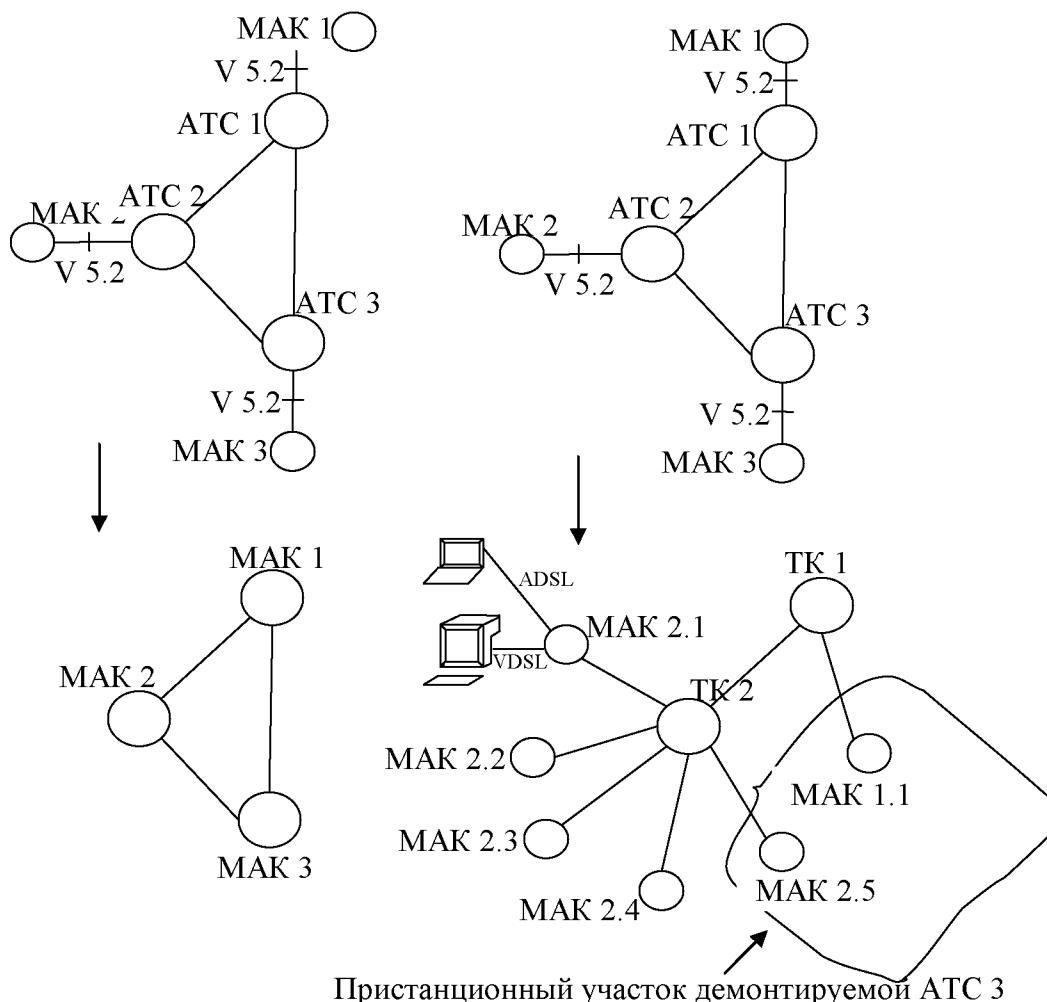 МАК 1
V 5.2
АТС 1
АТС 2
МАК 2
V 5.2
АТС 3
V 5.2
МАК 3
МАК 1
V 5.2
АТС 1
АТС 2
МАК 2
V 5.2
АТС 3
V 5.2
МАК 3
МАК 1
МАК 2
МАК 3
ТК 1
ADSL
МАК 2.1
VDSL
ТК 2
МАК 2.2
МАК 1.1
МАК 2.3
МАК 2.5
МАК 2.4
Пристанционный участок демонтируемой АТС 3